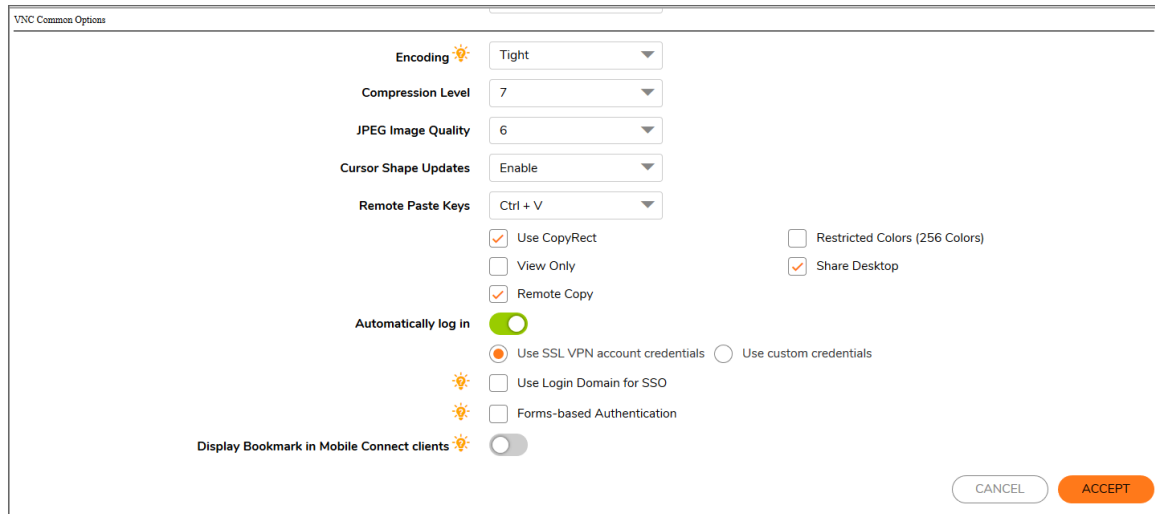 VNC Common Options
Encoding Tight
Compression Level 7
JPEG Image Quality 6
Cursor Shape Updates Enable
Remote Paste Keys Ctrl + V
Use CopyRect Restricted Colors (256 Colors)
View Only Share Desktop
Remote Copy
Automatically log in
Use SSL VPN account credentials Use custom credentials
Use Login Domain for SSO
Forms-based Authentication
Display Bookmark in Mobile Connect clients
CANCEL ACCEPT